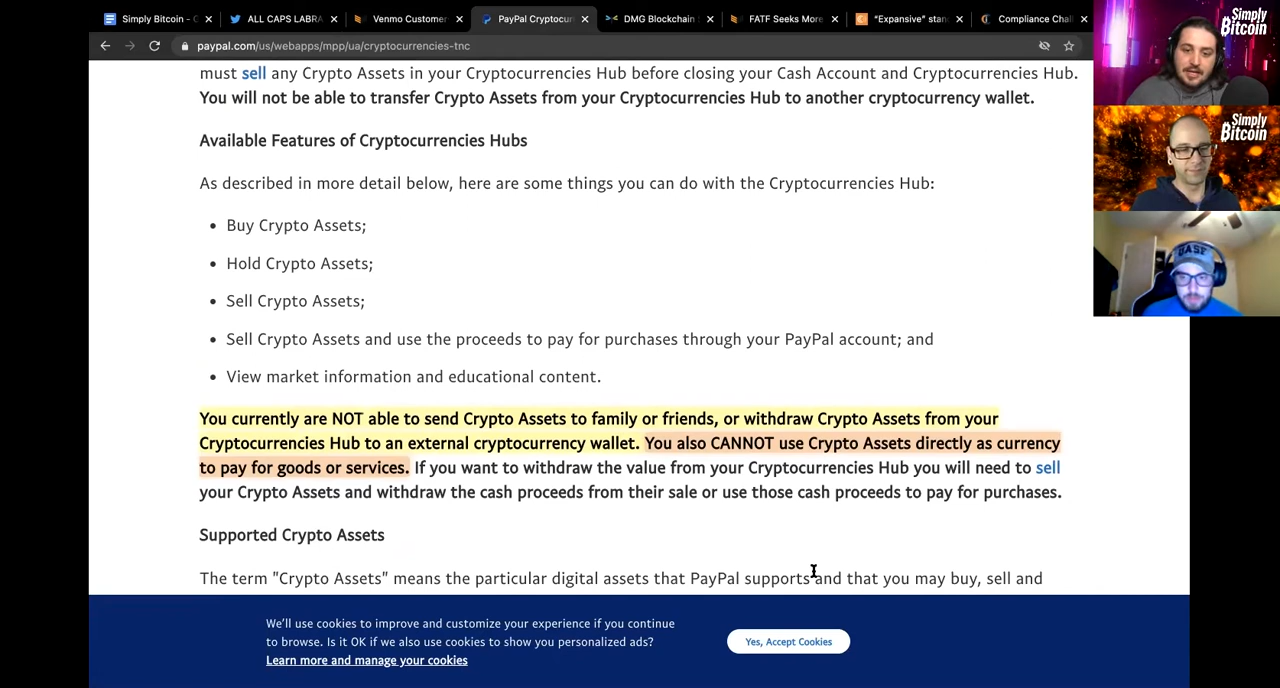 Simply Bitcoin - G
ALL CAPS LABRA
Venmo Customer
PayPal Cryptocur
DMG Blockchain
FATF Seeks More
"Expansive" stan
Compliance Chal
paypal.com/us/webapps/mpp/ua/cryptocurrencies-tnc
Simply
Bitcoin
must sell any Crypto Assets in your Cryptocurrencies Hub before closing your Cash Account and Cryptocurrencies Hub.
You will not be able to transfer Crypto Assets from your Cryptocurrencies Hub to another cryptocurrency wallet.
Simply
Bitcoin
Available Features of Cryptocurrencies Hubs
As described in more detail below, here are some things you can do with the Cryptocurrencies Hub:
• Buy Crypto Assets;
UASF
• Hold Crypto Assets;
• Sell Crypto Assets;
• Sell Crypto Assets and use the proceeds to pay for purchases through your PayPal account; and
• View market information and educational content.
You currently are NOT able to send Crypto Assets to family or friends, or withdraw Crypto Assets from your
Cryptocurrencies Hub to an external cryptocurrency wallet. You also CANNOT use Crypto Assets directly as currency
to pay for goods or services. If you want to withdraw the value from your Cryptocurrencies Hub you will need to sell
your Crypto Assets and withdraw the cash proceeds from their sale or use those cash proceeds to pay for purchases.
Supported Crypto Assets
The term "Crypto Assets" means the particular digital assets that PayPal supports and that you may buy, sell and
We'll use cookies to improve and customize your experience if you continue
to browse. Is it OK if we also use cookies to show you personalized ads?
Learn more and manage your cookies
Yes, Accept Cookies